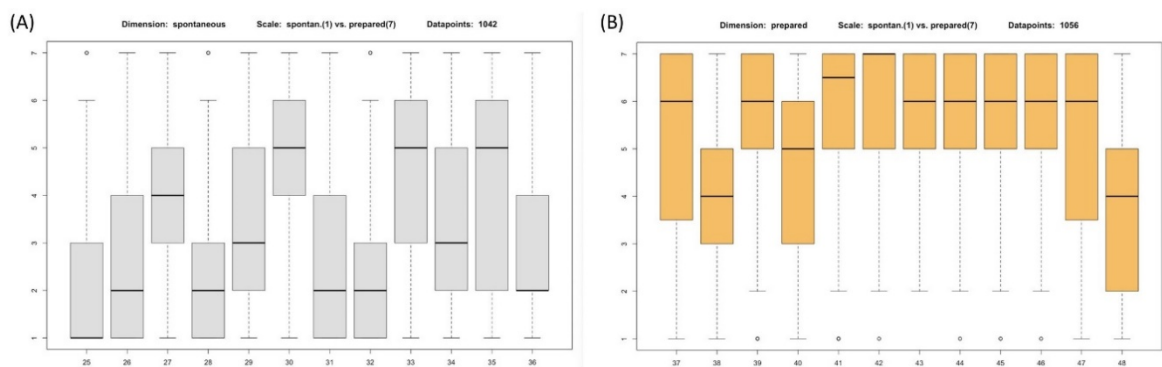 (A)
Dimension: spontaneous Scale: spontan.(1) vs. prepared(7) Datapoints: 1042
7
6
5
4
3
2
1
25 26 27 28 29 30 31 32 33 34 35 36
(B)
Dimension: prepared Scale: spontan.(1) vs. prepared(7) Datapoints: 1056
7
6
5
4
3
2
1
37 38 39 40 41 42 43 44 45 46 47 48